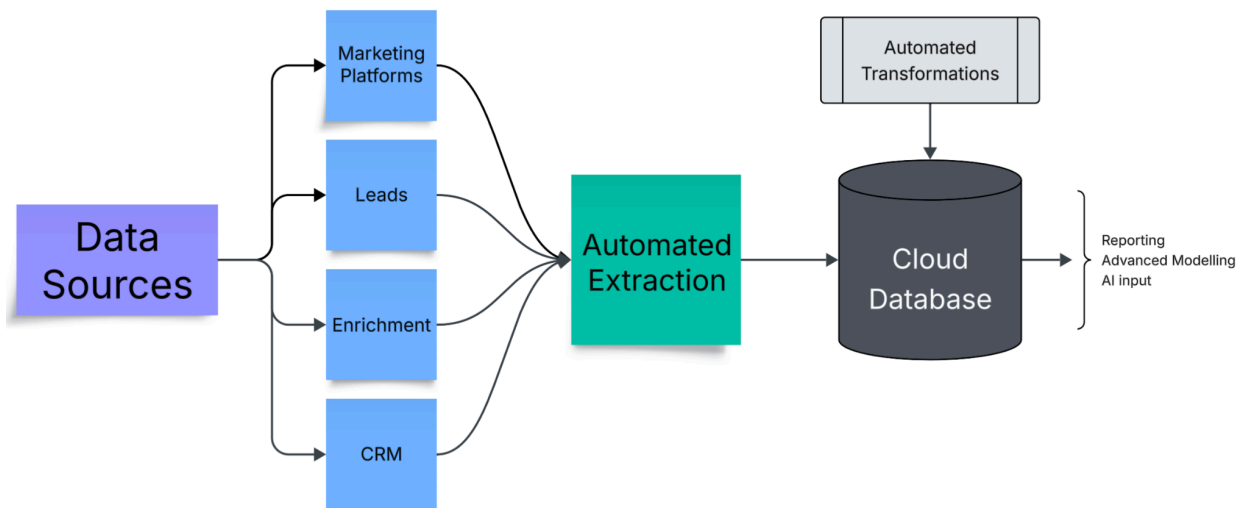 Data
Sources
Marketing
Platforms
Leads
Enrichment
CRM
Automated
Extraction
Automated
Transformations
Cloud
Database
Reporting
Advanced Modelling
AI input